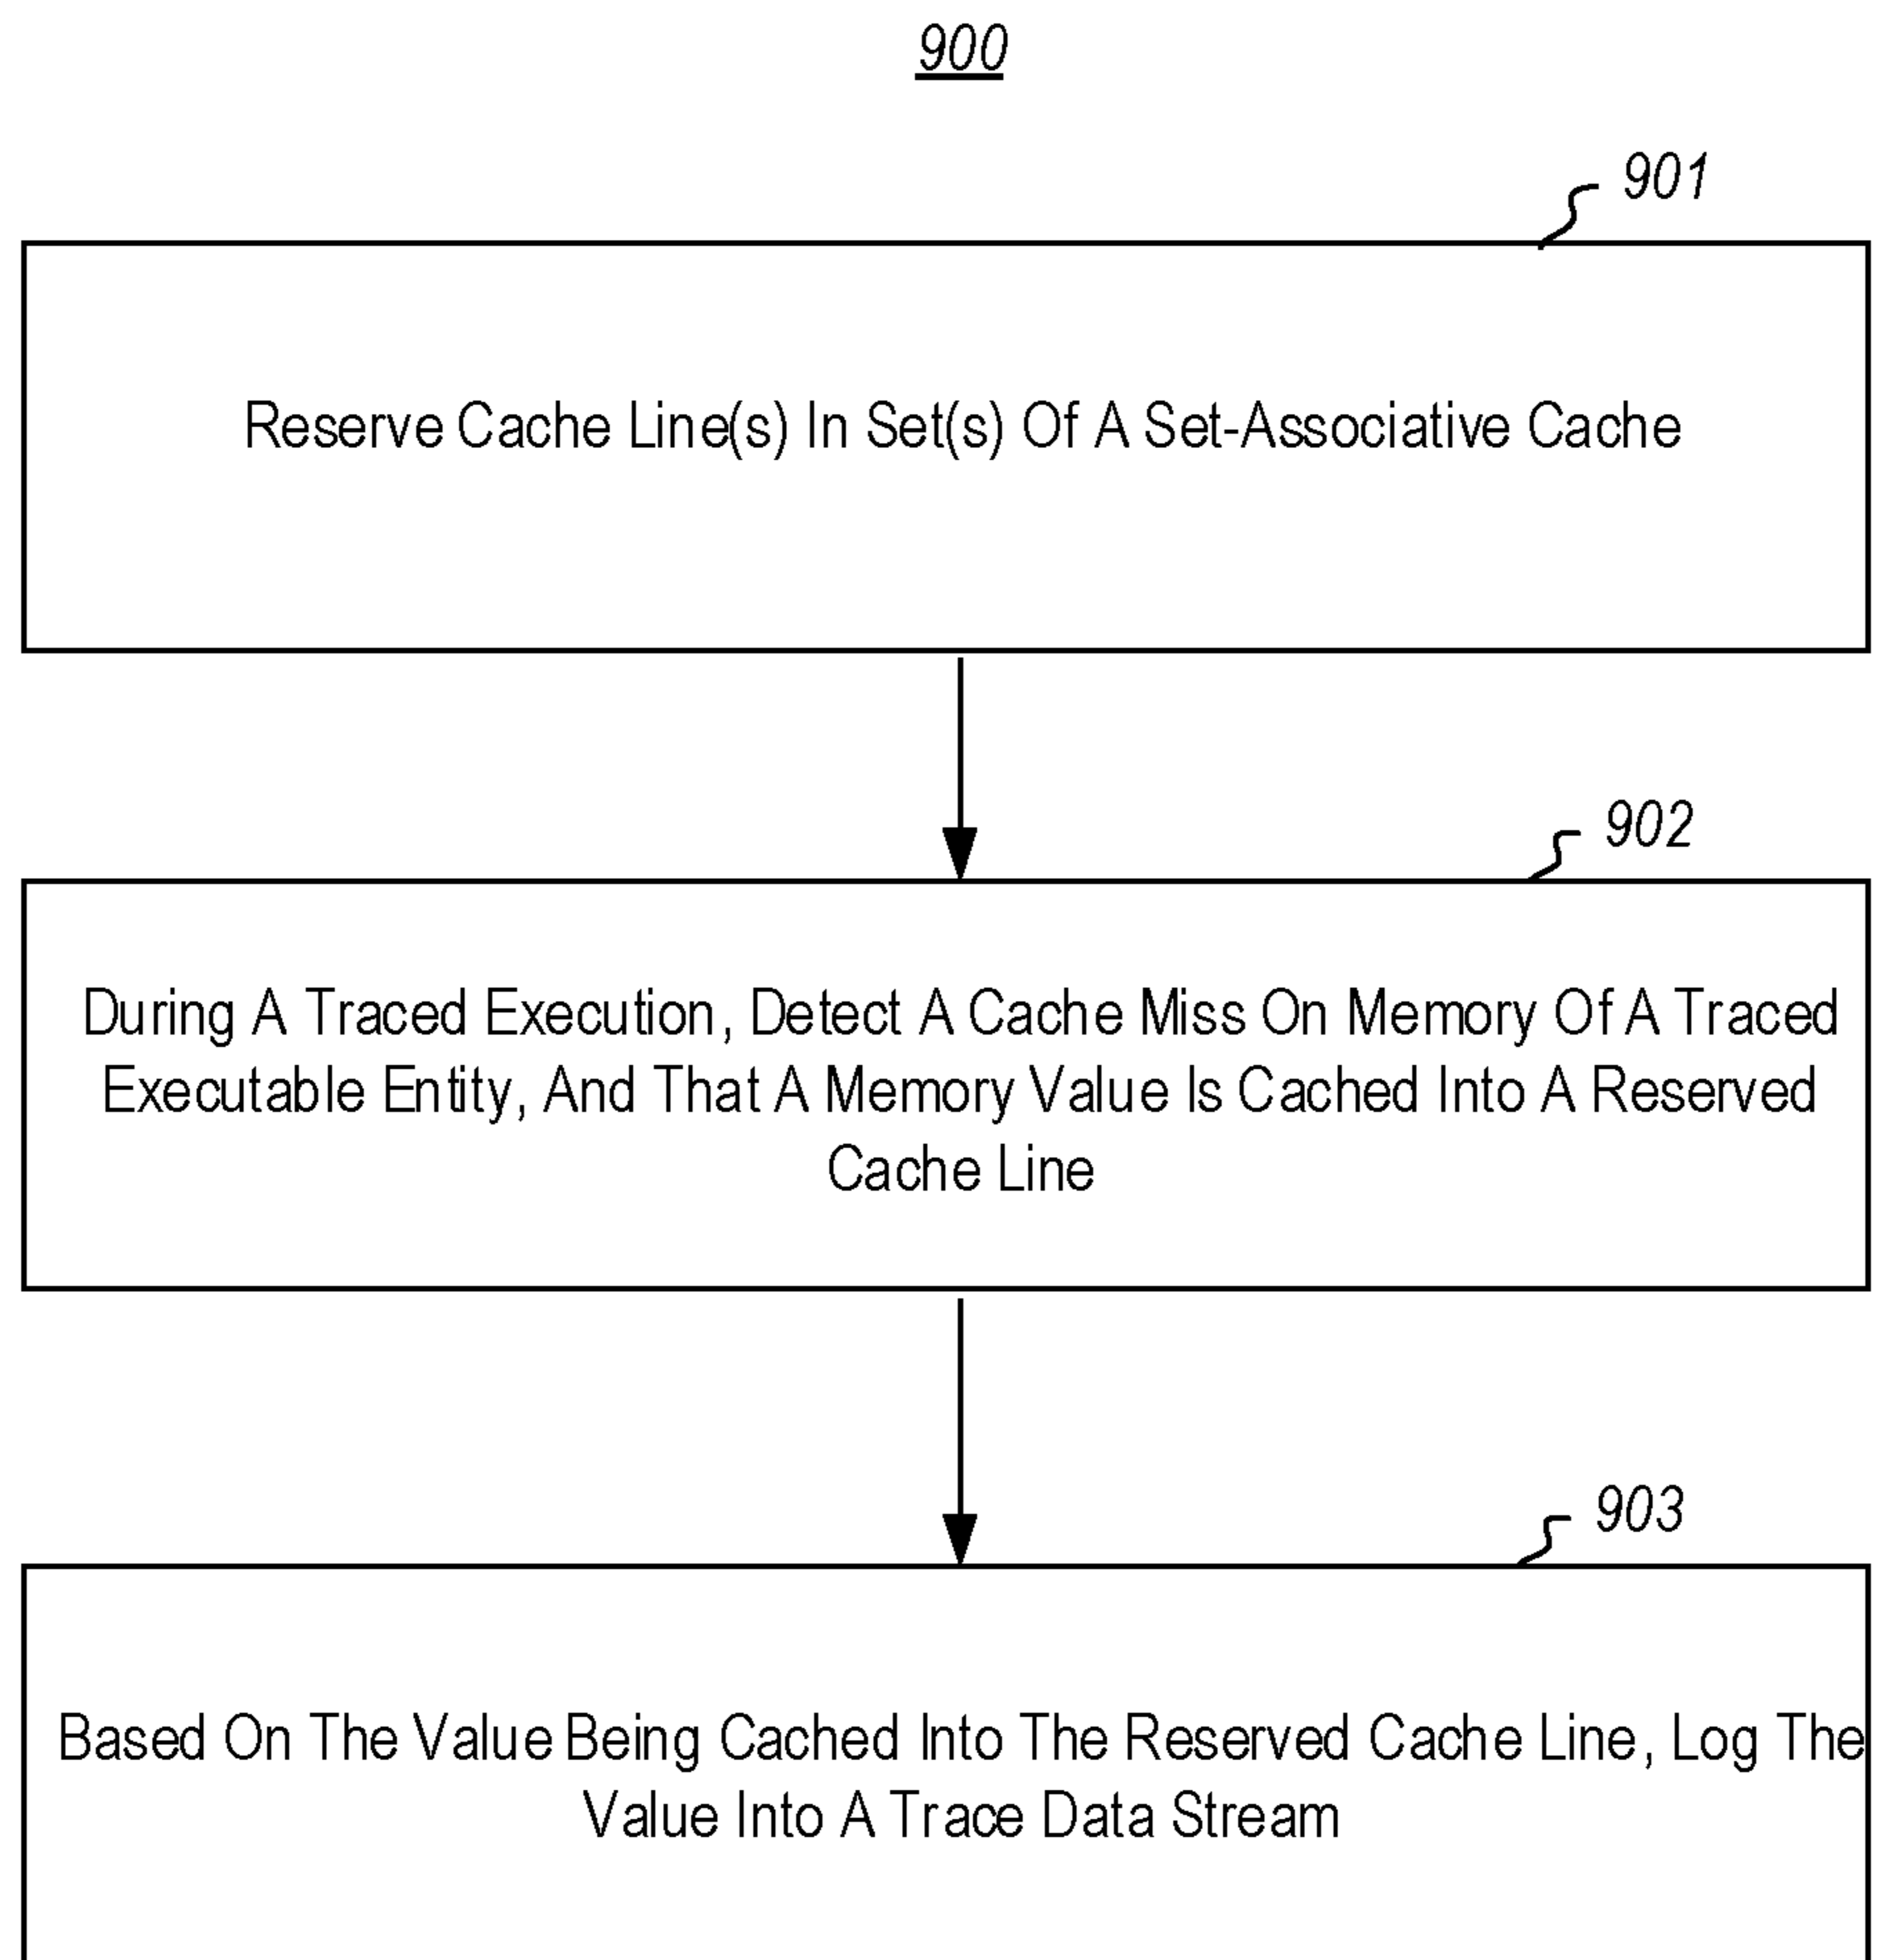 900
901
Reserve Cache Line(s) In Set(s) Of A Set-Associative Cache
902
During A Traced Execution, Detect A Cache Miss On Memory Of A Traced
Executable Entity, And That A Memory Value Is Cached Into A Reserved
Cache Line
903
Based On The Value Being Cached Into The Reserved Cache Line, Log The
Value Into A Trace Data Stream